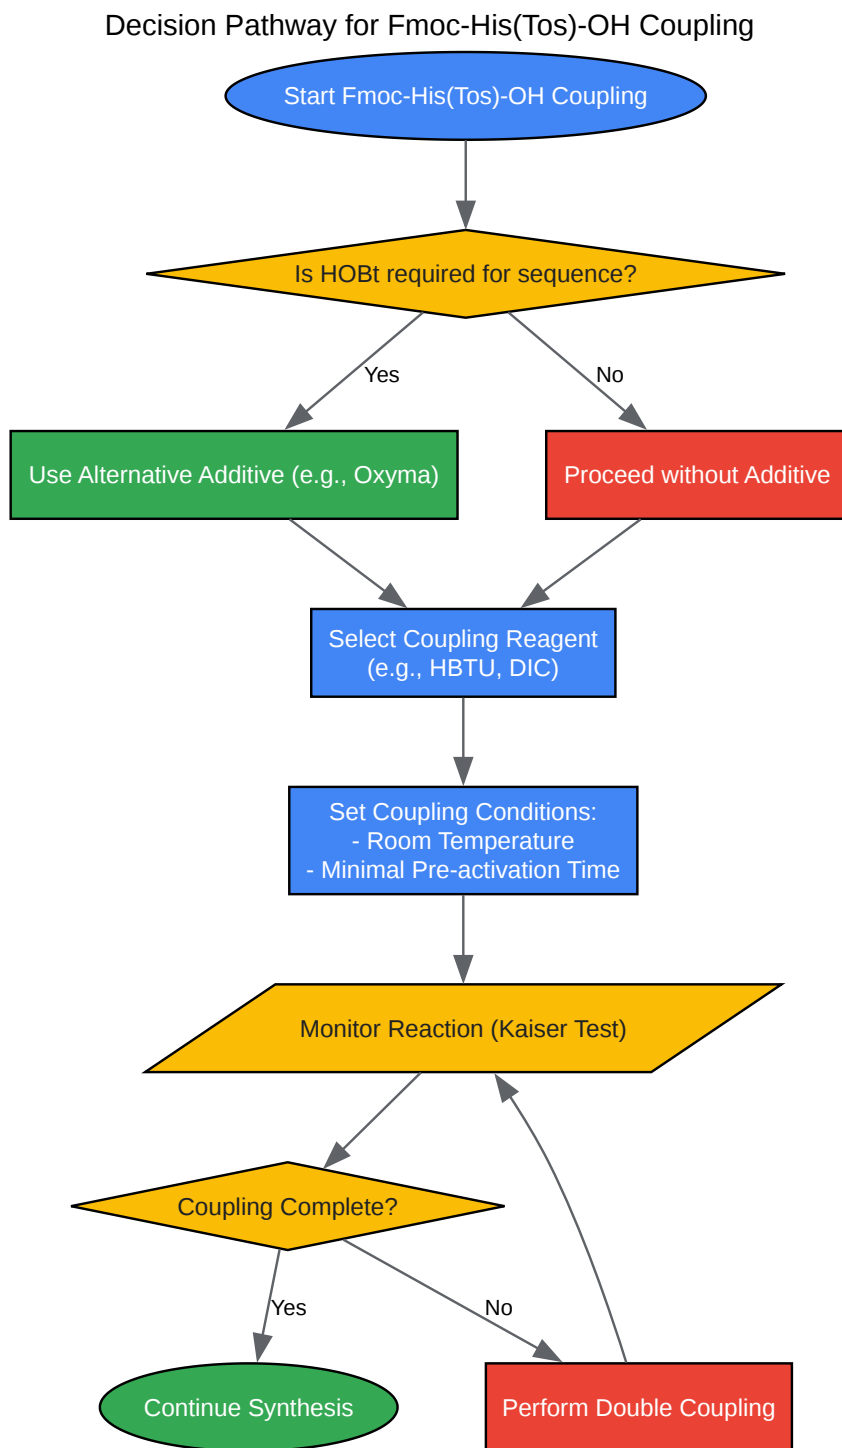 Decision Pathway for Fmoc-His(Tos)-OH Coupling
Start Fmoc-His(Tos)-OH Coupling
Is HOBt required for sequence?
Yes
No
Use Alternative Additive (e.g., Oxyma)
Proceed without Additive
Select Coupling Reagent
(e.g., HBTU, DIC)
Set Coupling Conditions:
- Room Temperature
- Minimal Pre-activation Time
Monitor Reaction (Kaiser Test)
Coupling Complete?
Yes
No
Continue Synthesis
Perform Double Coupling